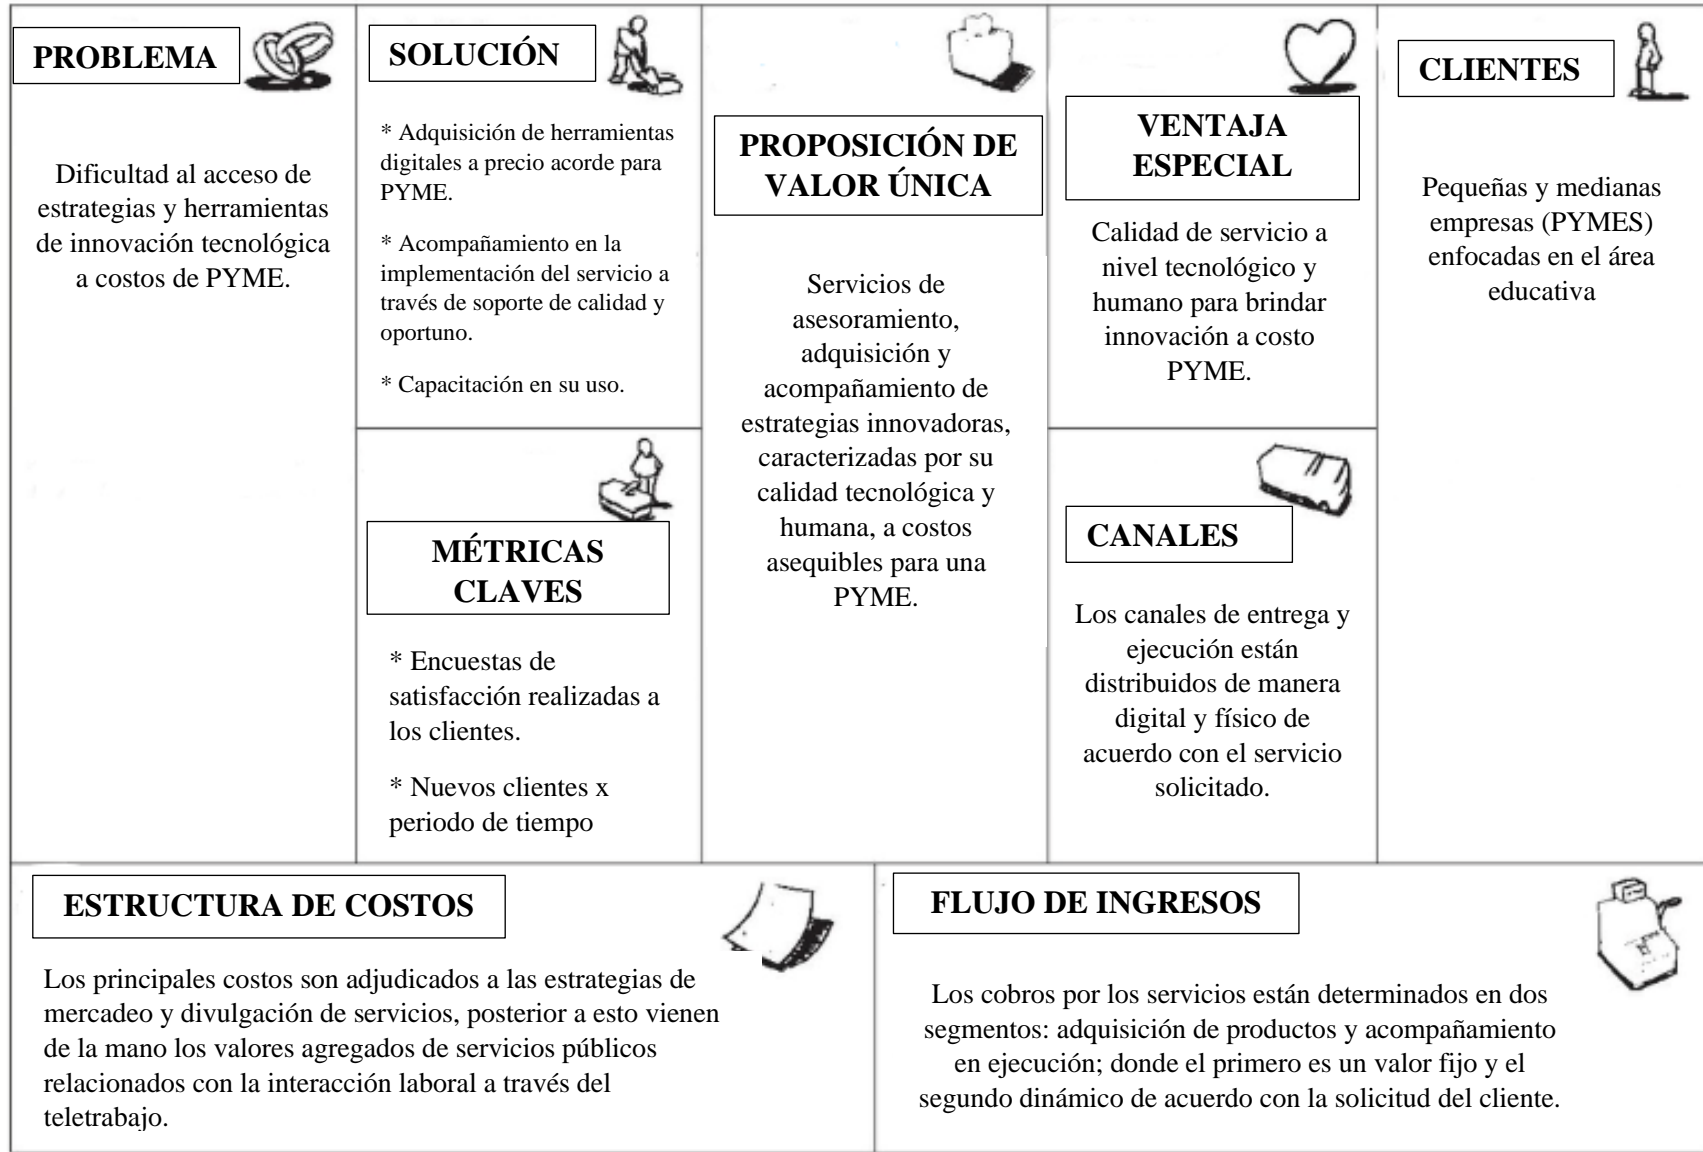 PROBLEMA
Dificultad al acceso de
estrategias y herramientas
de innovación tecnológica
a costos de PYME.
SOLUCIÓN
* Adquisición de herramientas
digitales a precio acorde para
PYME.
* Acompañamiento en la
implementación del servicio a
través de soporte de calidad y
oportuno.
* Capacitación en su uso.
MÉTRICAS
CLAVES
* Encuestas de
satisfacción realizadas a
los clientes.
* Nuevos clientes x
periodo de tiempo
PROPOSICIÓN DE
VALOR ÚNICA
Servicios de
asesoramiento,
adquisición y
acompañamiento de
estrategias innovadoras,
caracterizadas por su
calidad tecnológica y
humana, a costos
asequibles para una
PYME.
VENTAJA
ESPECIAL
Calidad de servicio a
nivel tecnológico y
humano para brindar
innovación a costo
PYME.
CANALES
Los canales de entrega y
ejecución están
distribuidos de manera
digital y físico de
acuerdo con el servicio
solicitado.
CLIENTES
Pequeñas y medianas
empresas (PYMES)
enfocadas en el área
educativa
ESTRUCTURA DE COSTOS
Los principales costos son adjudicados a las estrategias de
mercadeo y divulgación de servicios, posterior a esto vienen
de la mano los valores agregados de servicios públicos
relacionados con la interacción laboral a través del
teletrabajo.
FLUJO DE INGRESOS
Los cobros por los servicios están determinados en dos
segmentos: adquisición de productos y acompañamiento
en ejecución; donde el primero es un valor fijo y el
segundo dinámico de acuerdo con la solicitud del cliente.